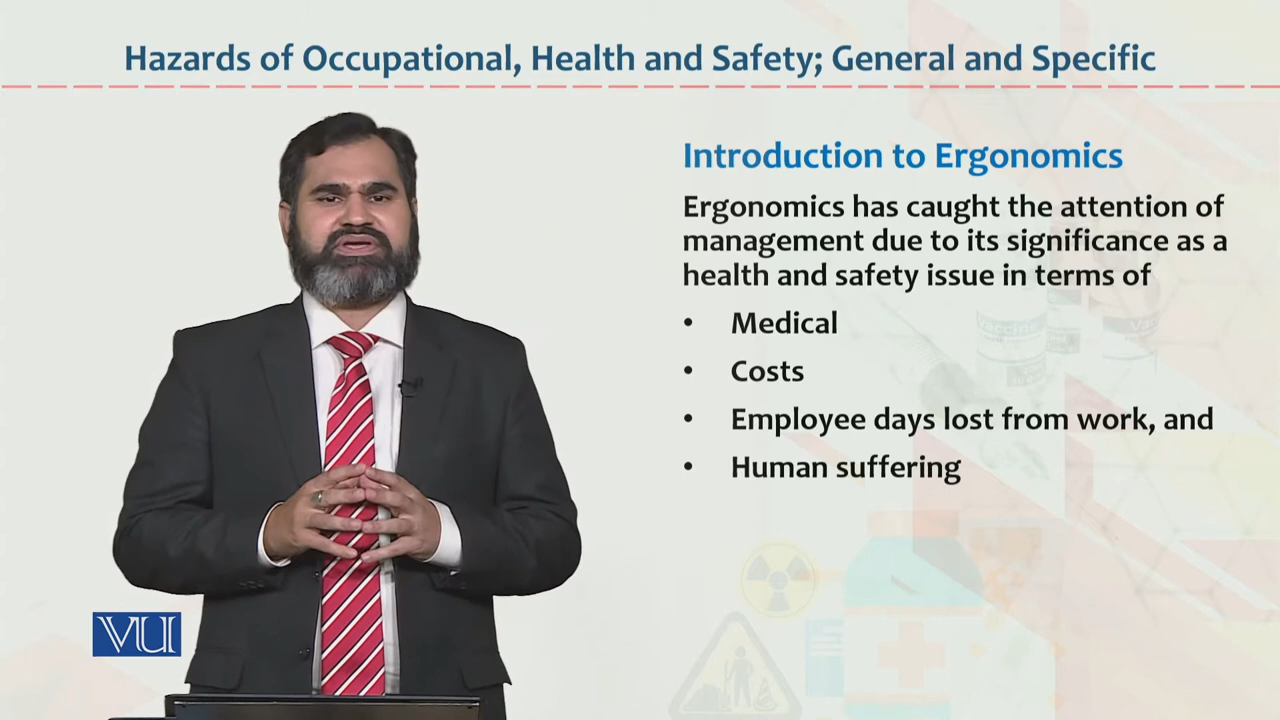 Hazards of Occupational, Health and Safety; General and Specific
Introduction to Ergonomics
Ergonomics has caught the attention of
management due to its significance as a
health and safety issue in terms of
• Medical
• Costs
• Employee days lost from work, and
• Human suffering
Vaccine
VU